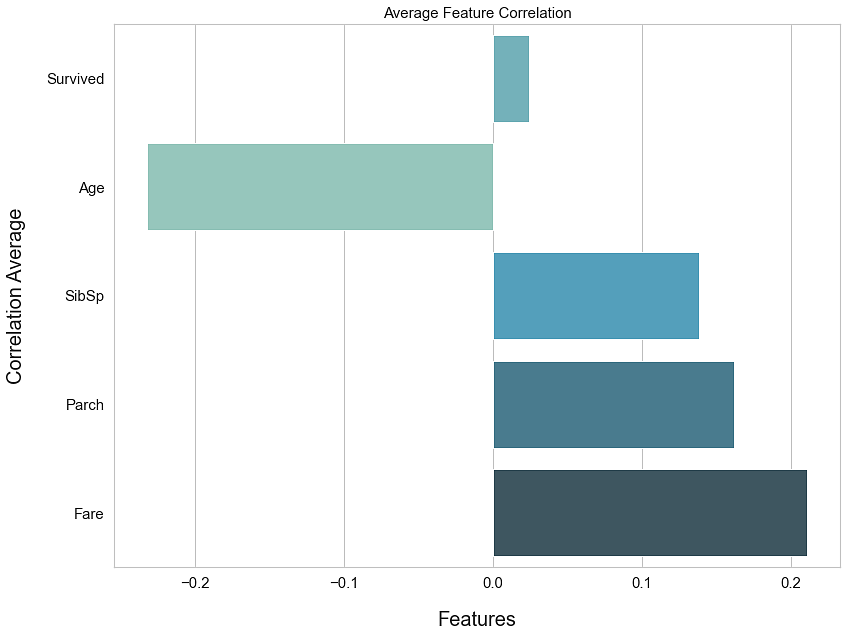 Average Feature Correlation
Survived
Age
SibSp
Parch
Fare
Correlation Average
−0.2 −0.1 0.0 0.1 0.2
Features